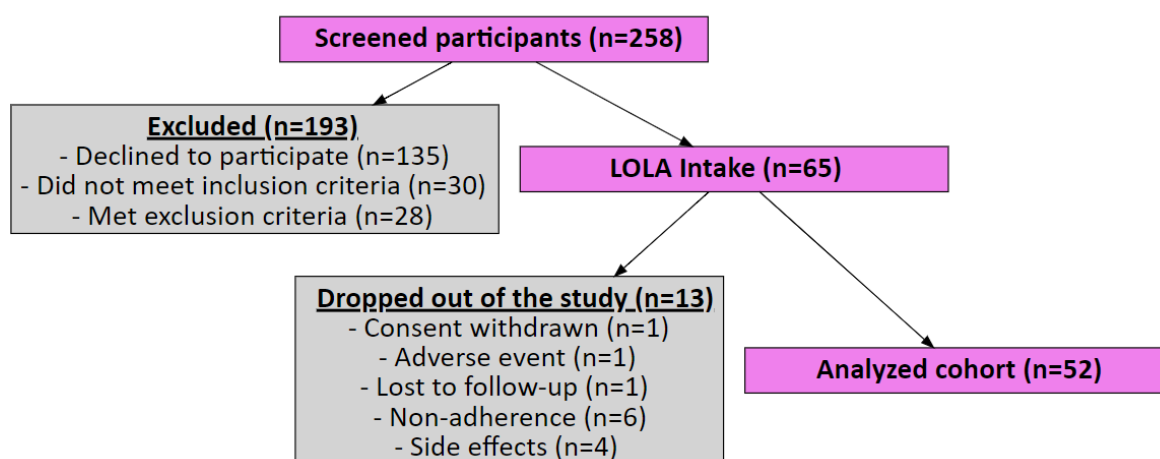 Screened participants (n=258)
Excluded (n=193)
- Declined to participate (n=135)
- Did not meet inclusion criteria (n=30)
- Met exclusion criteria (n=28)
LOLA Intake (n=65)
Dropped out of the study (n=13)
- Consent withdrawn (n=1)
- Adverse event (n=1)
- Lost to follow-up (n=1)
- Non-adherence (n=6)
- Side effects (n=4)
Analyzed cohort (n=52)